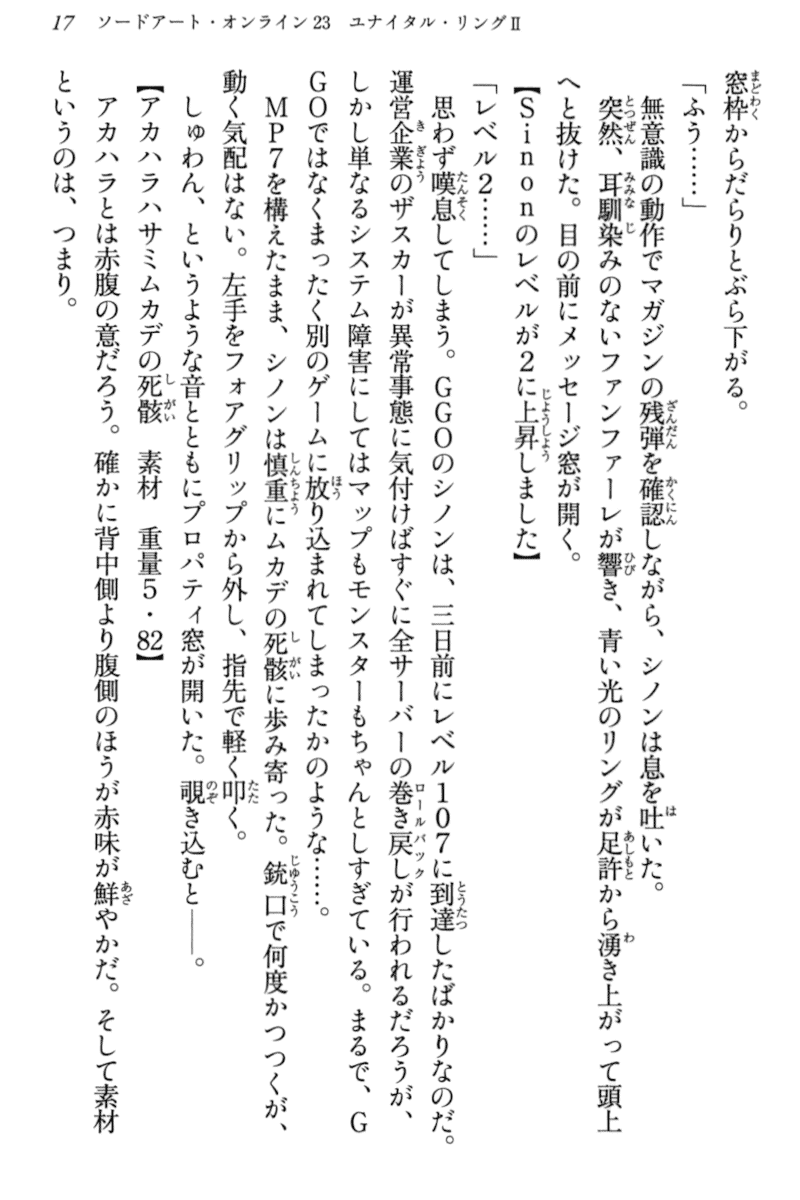 17 ソードアート・オンライン23 ユナイタル・リングⅡ
窓枠からだらりとぶら下がる。
「ふう……」
無意識の動作でマガジンの残弾を確認しながら、シノンは息を吐いた。
突然、耳馴染みのないファンファーレが響き、青い光のリングが足許から湧き上がって頭上
へと抜けた。目の前にメッセージ窓が開く。
【Sinonのレベルが2に上昇しました】
「レベル2……」
思わず嘆息してしまう。GGOのシノンは、三日前にレベル107に到達したばかりなのだ。
運営企業のザスカーが異常事態に気付けばすぐに全サーバーの巻き戻しが行われるだろうが、
しかし単なるシステム障害にしてはマップもモンスターもちゃんとしすぎている。まるで、G
GOではなくまったく別のゲームに放り込まれてしまったかのような……。
MP7を構えたまま、シノンは慎重にムカデの死骸に歩み寄った。銃口で何度かつつくが、
動く気配はない。左手をフォアグリップから外し、指先で軽く叩く。
しゅわん、というような音とともにプロパティ窓が開いた。覗き込むと――。
【アカハラハサミムカデの死骸 素材 重量5・82】
アカハラとは赤腹の意だろう。確かに背中側より腹側のほうが赤味が鮮やかだ。そして素材
というのは、つまり。